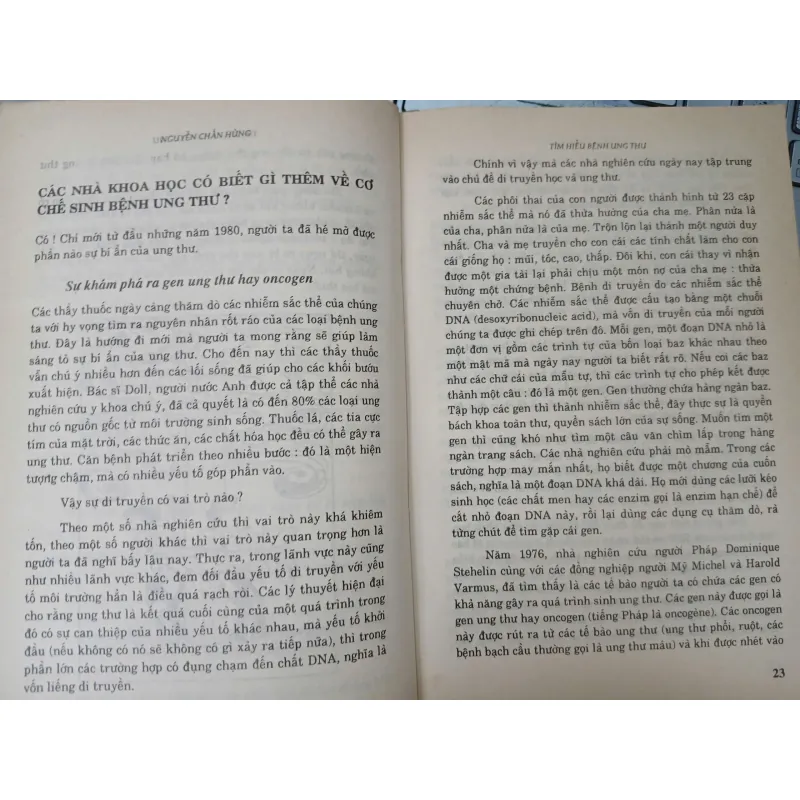 NGUYỄN CHẤN HÙNG
CÁC NHÀ KHOA HỌC CÓ BIẾT GÌ THÊM VỀ CƠ
CHẾ SINH BỆNH UNG THƯ ?
Có ! Chỉ mới từ đầu những năm 1980, người ta đã hé mở được
phần nào sự bí ẩn của ung thư.
Sự khám phá ra gen ung thư hay oncogen
Các thầy thuốc ngày càng thăm dò các nhiễm sắc thể của chúng
ta với hy vọng tìm ra nguyên nhân rốt ráo của các loại bệnh ung
thư. Đây là hướng đi mới mà người ta mong rằng sẽ giúp làm
sáng tỏ sự bí ẩn của ung thư. Cho đến nay thì các thầy thuốc
vẫn chú ý nhiều hơn đến các lối sống đã giúp cho các khối bướu
xuất hiện. Bác sĩ Doll, người nước Anh được cả tập thể các nhà
nghiên cứu y khoa chú ý, đã cả quyết là có đến 80% các loại ung
thư có nguồn gốc từ môi trường sinh sống. Thuốc lá, các tia cực
tím của mặt trời, các thức ăn, các chất hóa học đều có thể gây ra
ung thư. Căn bệnh phát triển theo nhiều bước : đó là một hiện
tượng chậm, mà có nhiều yếu tố góp phần vào.
Vậy sự di truyền có vai trò nào ?
Theo một số nhà nghiên cứu thì vai trò này khá khiêm
tốn, theo một số người khác thì vai trò này quan trọng hơn là
người ta đã nghĩ bấy lâu nay. Thực ra, trong lãnh vực này cũng
như nhiều lãnh vực khác, đem đối đầu yếu tố di truyền với yếu
tố môi trường hẳn là điều quá rạch ròi. Các lý thuyết hiện đại
cho rằng ung thư là kết quả cuối cùng của một quá trình trong
đó có sự can thiệp của nhiều yếu tố khác nhau, mà yếu tố khởi
đầu (nếu không có nó sẽ không có gì xảy ra tiếp nữa), thì trong
phần lớn các trường hợp có đụng chạm đến chất DNA, nghĩa là
vốn liếng di truyền.
TÌM HIỂU BỆNH UNG THƯ
Chính vì vậy mà các nhà nghiên cứu ngày nay tập trung
vào chủ đề di truyền học và ung thư.
Các phôi thai của con người được thành hình từ 23 cặp
nhiễm sắc thể mà nó đã thừa hưởng của cha mẹ. Phân nửa là
của cha, phân nửa là của mẹ. Trộn lộn lại thành một người duy
nhất. Cha và mẹ truyền cho con cái các tính chất làm cho con
cái giống họ : mũi, tóc, cao, thấp. Đôi khi, con cái thay vì nhận
được một gia tài lại phải chịu một món nợ của cha mẹ : thừa
hưởng một chứng bệnh. Bệnh di truyền do các nhiễm sắc thể
chuyên chở. Các nhiễm sắc thể được cấu tạo bằng một chuỗi
DNA (desoxyribonucleic acid), mà vốn di truyền của mỗi người
chúng ta được ghi chép trên đó. Mỗi gen, một đoạn DNA nhỏ là
một đơn vị gồm các trình tự của bốn loại baz khác nhau theo
một mật mã mà ngày nay người ta biết rất rõ. Nếu coi các baz
như các chữ cái của mẫu tự, thì các trình tự cho phép kết được
thành một câu : đó là một gen. Gen thường chứa hàng ngàn baz.
Tập hợp các gen thì thành nhiễm sắc thể, đây thực sự là quyển
bách khoa toàn thư, quyển sách lớn của sự sống. Muốn tìm một
gen thì cũng khó như tìm một câu văn chìm lấp trong hàng
ngàn trang sách. Các nhà nghiên cứu phải mò mẫm. Trong các
trường hợp may mắn nhất, họ biết được một chương của cuốn
sách, nghĩa là một đoạn DNA khá dài. Họ mới dùng các lưỡi kéo
sinh học (các chất men hay các enzim gọi là enzim hạn chế) để
cắt nhỏ đoạn DNA này, rồi lại dùng các dụng cụ thăm dò, rà
từng chút để tìm gặp cái gen.
Năm 1976, nhà nghiên cứu người Pháp Dominique
Stehelin cùng với các đồng nghiệp người Mỹ Michel và Harold
Varmus, đã tìm thấy là các tế bào người ta có chứa các gen có
khả năng gây ra quá trình sinh ung thư. Các gen này được gọi là
gen ung thư hay oncogen (tiếng Pháp là oncogène). Các oncogen
này được rút ra từ các tế bào ung thư (ung thư phổi, ruột, các
bệnh bạch cầu thường gọi là ung thư máu) và khi được nhét vào
23